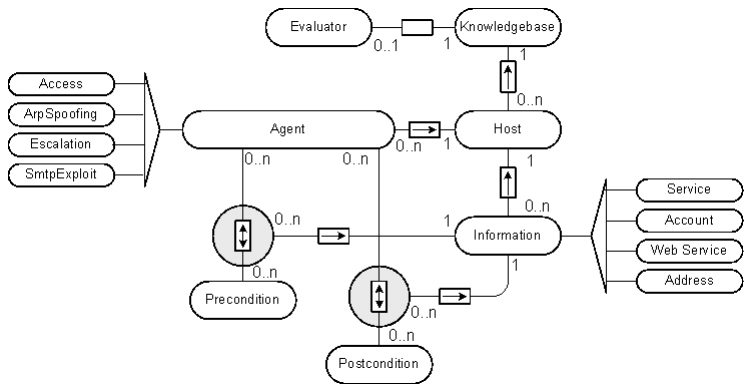 Evaluator
0..1
1
Knowledgebase
1
0..n
Access
ArpSpoofing
Escalation
SmtpExploit
Agent
0..n
1
Host
0..n
0..n
1
0..n
Service
Account
Web Service
Address
0..n
1
Information
1
0..n
Precondition
0..n
0..n
Postcondition